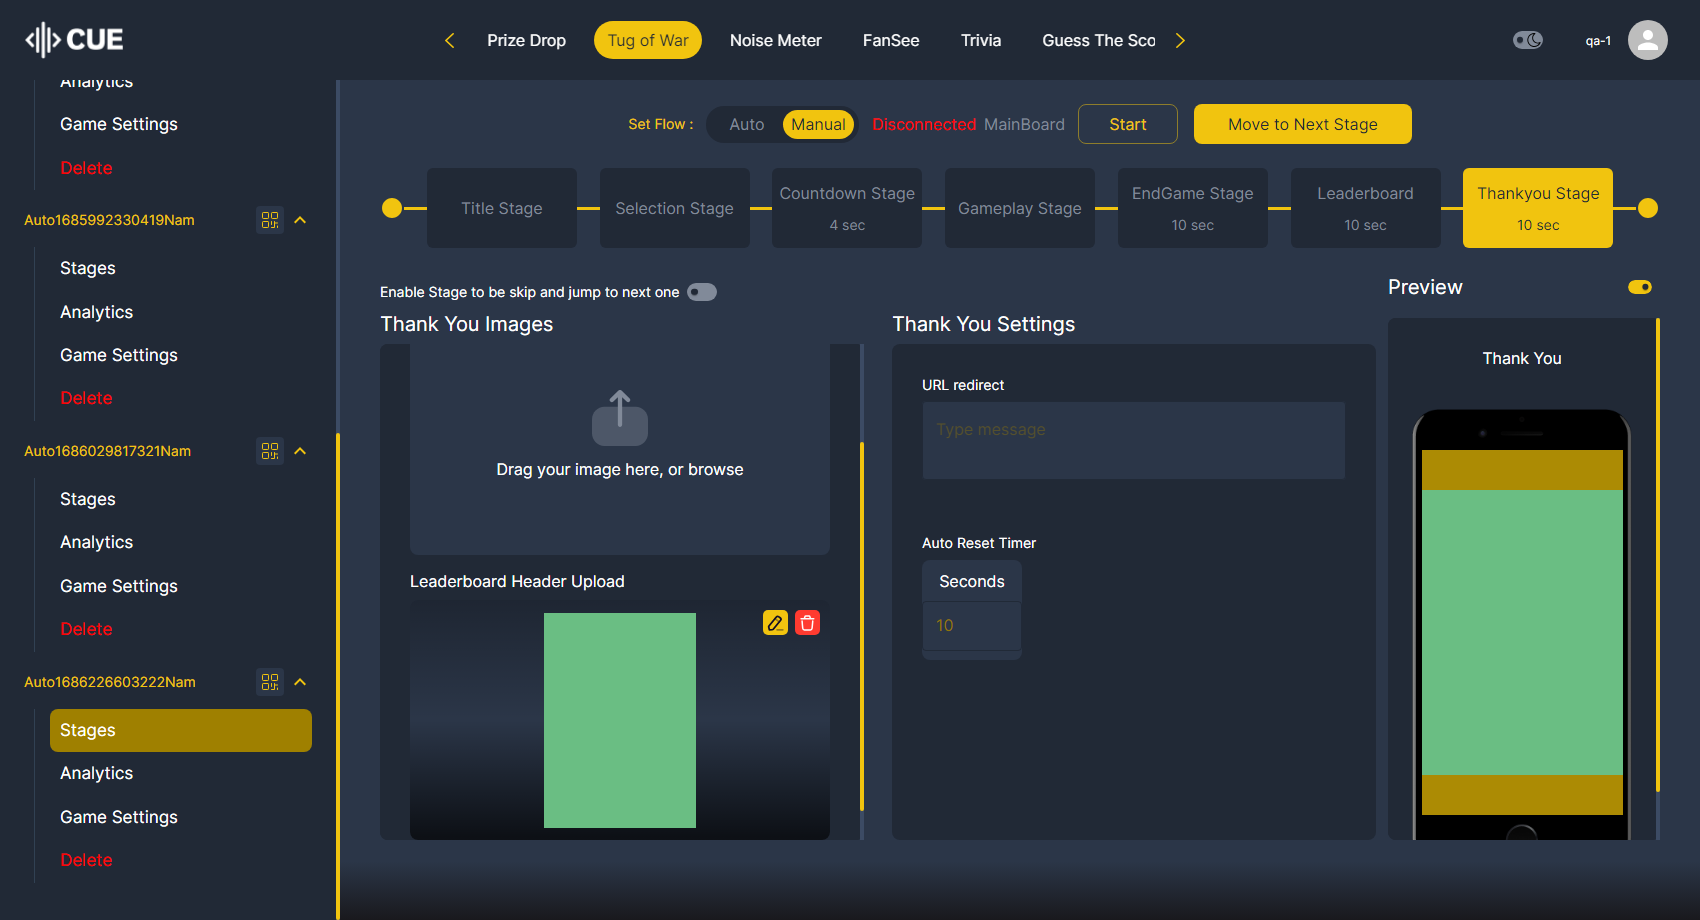 CUE
Prize Drop
Tug of War
Noise Meter
FanSee
Trivia
Guess The Sco
qa-1
Analytics
Game Settings
Delete
Auto1685992330419Nam
Stages
Analytics
Game Settings
Delete
Auto1686029817321Nam
Stages
Analytics
Game Settings
Delete
Auto1686226603222Nam
Stages
Analytics
Game Settings
Delete
Set Flow :
Auto
Manual
Disconnected MainBoard
Start
Move to Next Stage
Title Stage
Selection Stage
Countdown Stage
4 sec
Gameplay Stage
EndGame Stage
10 sec
Leaderboard
10 sec
Thankyou Stage
10 sec
Enable Stage to be skip and jump to next one
Thank You Images
Drag your image here, or browse
Leaderboard Header Upload
Thank You Settings
URL redirect
Type message
Auto Reset Timer
Seconds
10
Preview
Thank You